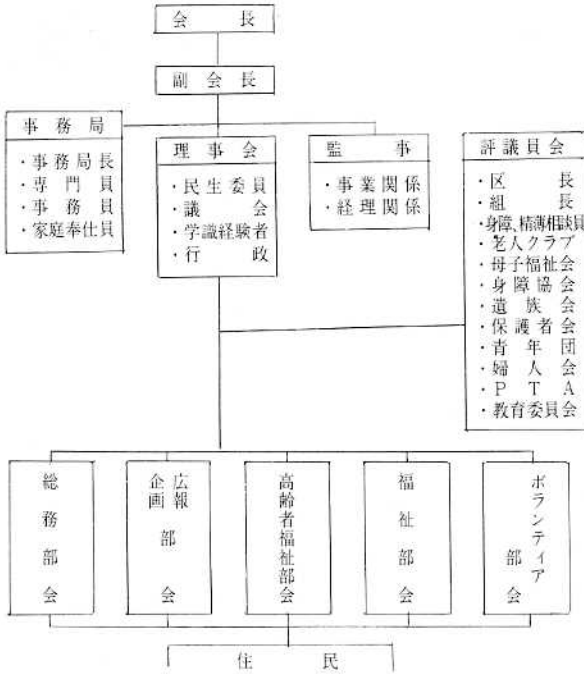 会長
副会長
事務局
・事務局長
・専門員
・事務員
・家庭奉仕員
理事会
・民生委員
・議会
・学識経験者
・行政
監事
・事業関係
・経理関係
評議員会
・区長
・組長
・身障、精薄相談員
・老人クラブ
・母子福祉会
・身障協会
・遺族会
・保護者会
・青年団
・婦人会
・PTA
・教育委員会
総務部会
広報
企画
部会
高齢者福祉部会
福祉部会
ボランティア
部会
住民